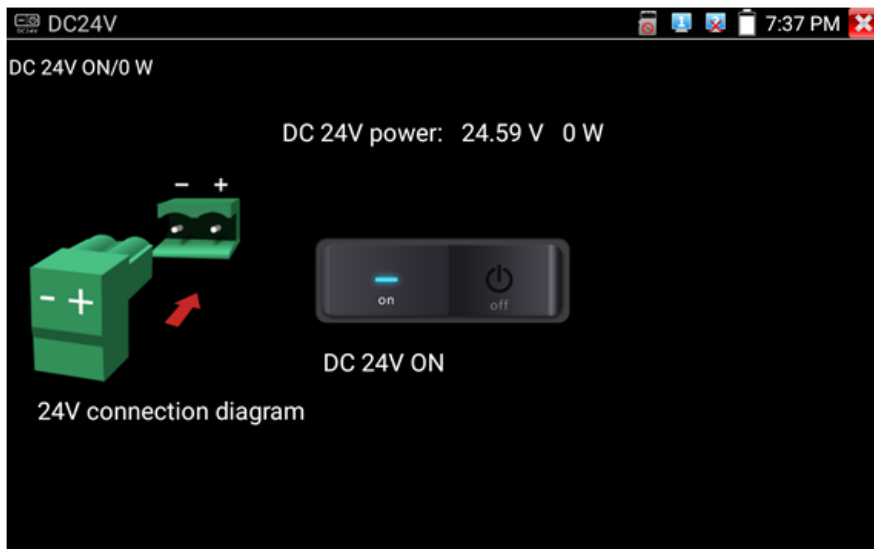 DC24V
7:37 PM
DC 24V ON/0 W
DC 24V power: 24.59 V 0 W
- +
- +
on
off
DC 24V ON
24V connection diagram